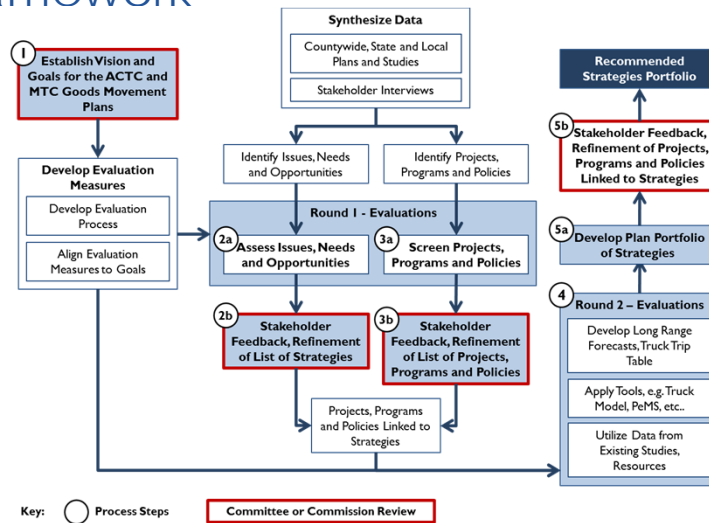 Synthesize Data
Countywide, State and Local
Plans and Studies
Stakeholder Interviews
1
Establish Vision and
Goals for the ACTC and
MTC Goods Movement
Plans
Recommended
Strategies Portfolio
5b
Stakeholder Feedback,
Refinement of Projects,
Programs and Policies
Linked to Strategies
Identify Issues, Needs
and Opportunities
Identify Projects,
Programs and Policies
Develop Evaluation
Measures
Develop Evaluation
Process
Align Evaluation
Measures to Goals
Round 1 - Evaluations
2a
Assess Issues, Needs
and Opportunities
3a
Screen Projects,
Programs and Policies
5a
Develop Plan Portfolio
of Strategies
2b
Stakeholder
Feedback, Refinement
of List of Strategies
3b
Stakeholder
Feedback, Refinement
of List of Projects,
Programs and Policies
4
Round 2 – Evaluations
Develop Long Range
Forecasts, Truck Trip
Table
Apply Tools, e.g. Truck
Model, PeMS, etc..
Utilize Data from
Existing Studies,
Resources
Projects, Programs
and Policies Linked to
Strategies
Key:
Process Steps
Committee or Commission Review